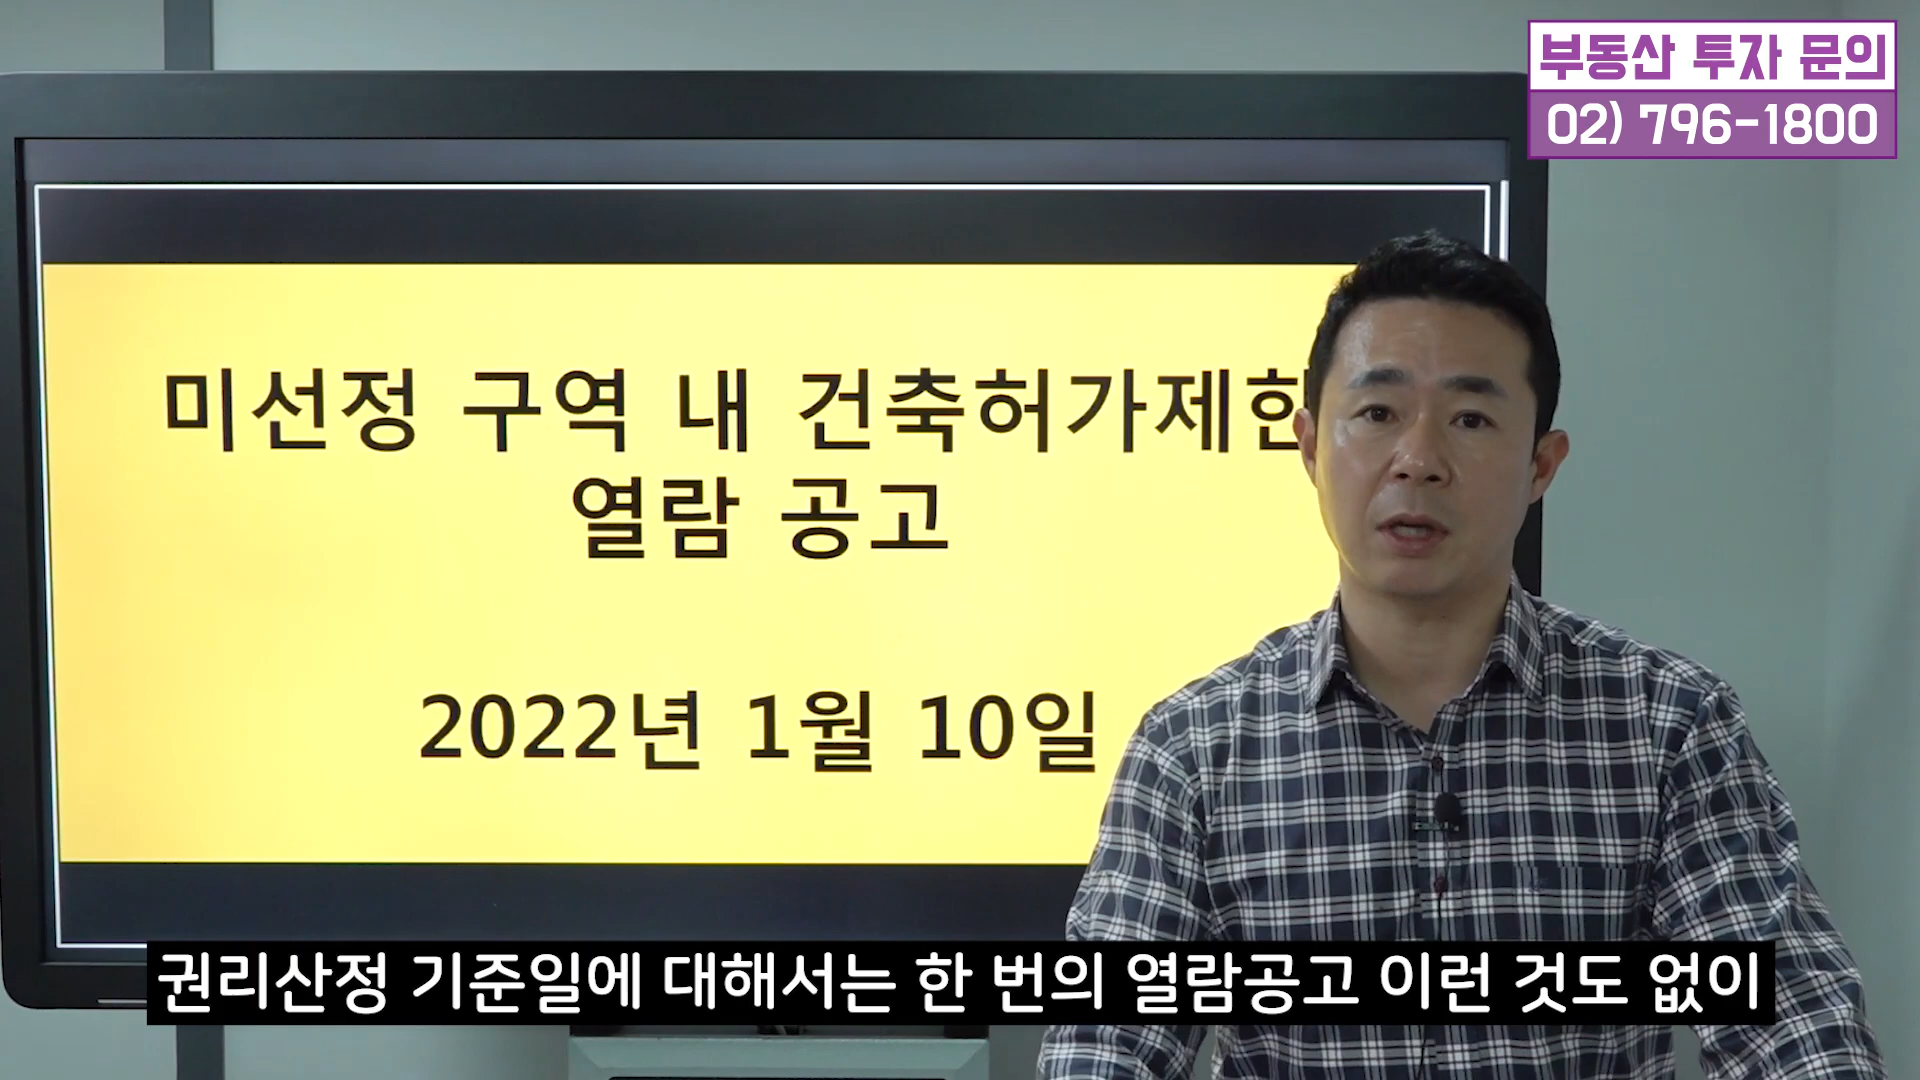 부동산 투자 문의
02) 796-1800
미선정 구역 내 건축허가제한
열람 공고
2022년 1월 10일
권리산정 기준일에 대해서는 한 번의 열람공고 이런 것도 없이